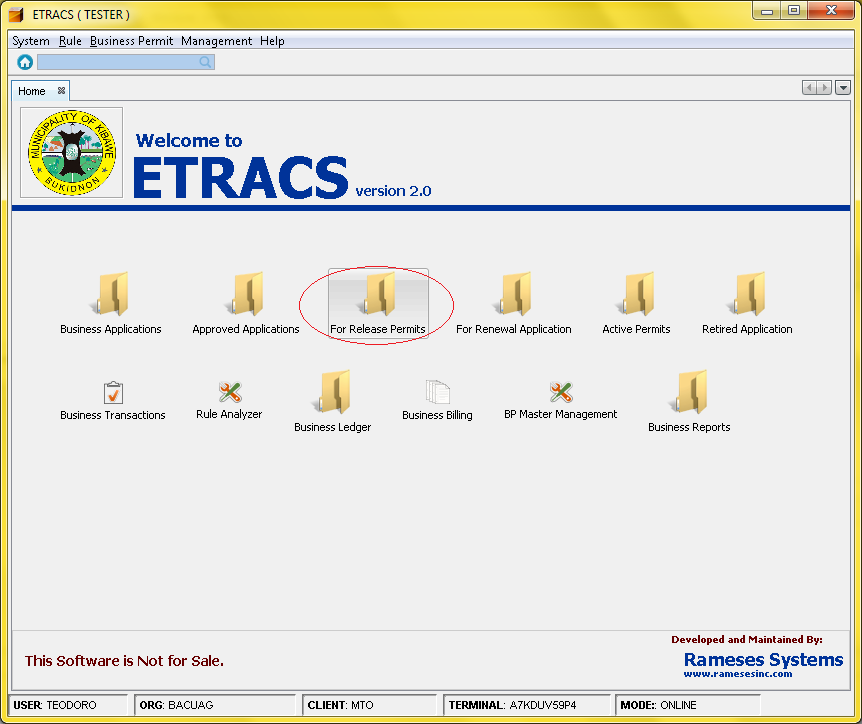 ETRACS ( TESTER )
System Rule Business Permit Management Help
Home
MUNICIPALITY OF KIBAWE
BUKIDNON
Welcome to
ETRACS version 2.0
Business Applications Approved Applications For Release Permits For Renewal Application Active Permits Retired Application
Business Transactions Rule Analyzer Business Ledger Business Billing BP Master Management Business Reports
Developed and Maintained By:
This Software is Not for Sale.
Rameses Systems
www.ramesesinc.com
USER: TEODORO ORG: BACUAG CLIENT: MTO TERMINAL: A7KDUV59P4 MODE: ONLINE